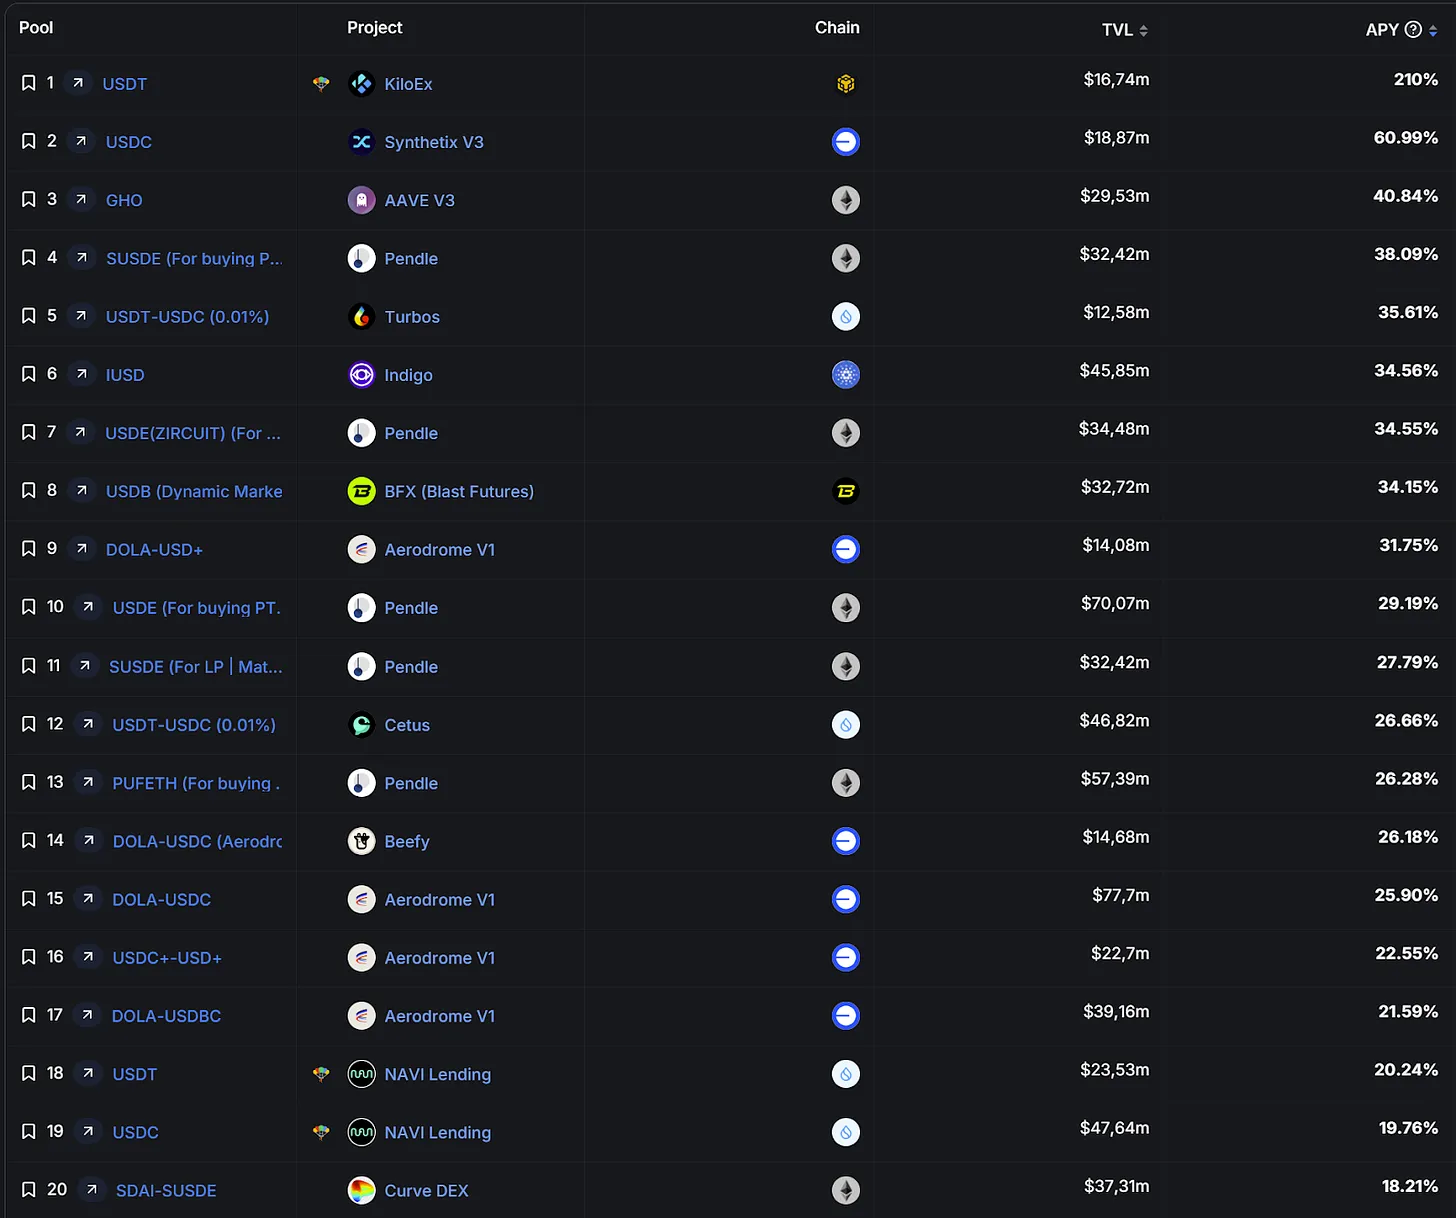 Pool Project Chain TVL APY ?
1 USDT KiloEx $16,74m 210%
2 USDC Synthetix V3 $18,87m 60.99%
3 GHO AAVE V3 $29,53m 40.84%
4 SUSDE (For buying P... Pendle $32,42m 38.09%
5 USDT-USDC (0.01%) Turbos $12,58m 35.61%
6 IUSD Indigo $45,85m 34.56%
7 USDE(ZIRCUIT) (For ... Pendle $34,48m 34.55%
8 USDB (Dynamic Marke BFX (Blast Futures) $32,72m 34.15%
9 DOLA-USD+ Aerodrome V1 $14,08m 31.75%
10 USDE (For buying PT. Pendle $70,07m 29.19%
11 SUSDE (For LP | Mat... Pendle $32,42m 27.79%
12 USDT-USDC (0.01%) Cetus $46,82m 26.66%
13 PUFETH (For buying . Pendle $57,39m 26.28%
14 DOLA-USDC (Aerodrc Beefy $14,68m 26.18%
15 DOLA-USDC Aerodrome V1 $77,7m 25.90%
16 USDC+-USD+ Aerodrome V1 $22,7m 22.55%
17 DOLA-USDBC Aerodrome V1 $39,16m 21.59%
18 USDT NAVI Lending $23,53m 20.24%
19 USDC NAVI Lending $47,64m 19.76%
20 SDAI-SUSDE Curve DEX $37,31m 18.21%